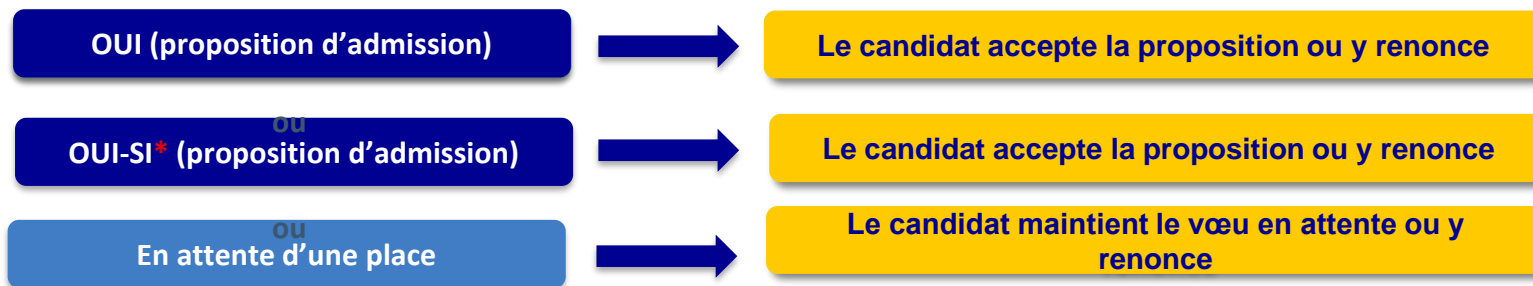 OUI (proposition d'admission)
Le candidat accepte la proposition ou y renonce
ou
OUI-SI* (proposition d'admission)
Le candidat accepte la proposition ou y renonce
ou
En attente d'une place
Le candidat maintient le vœu en attente ou y
renonce